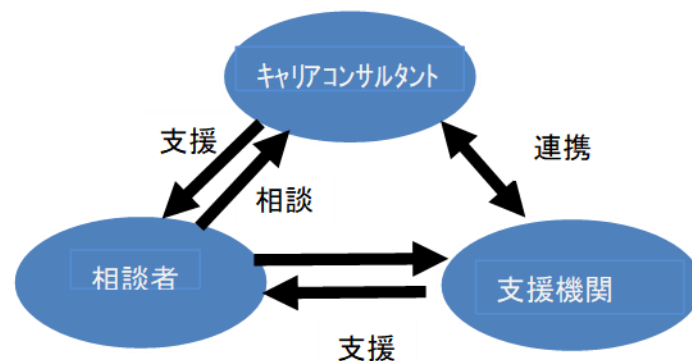 キャリアコンサルタント
支援
連携
相談
相談者
支援機関
支援